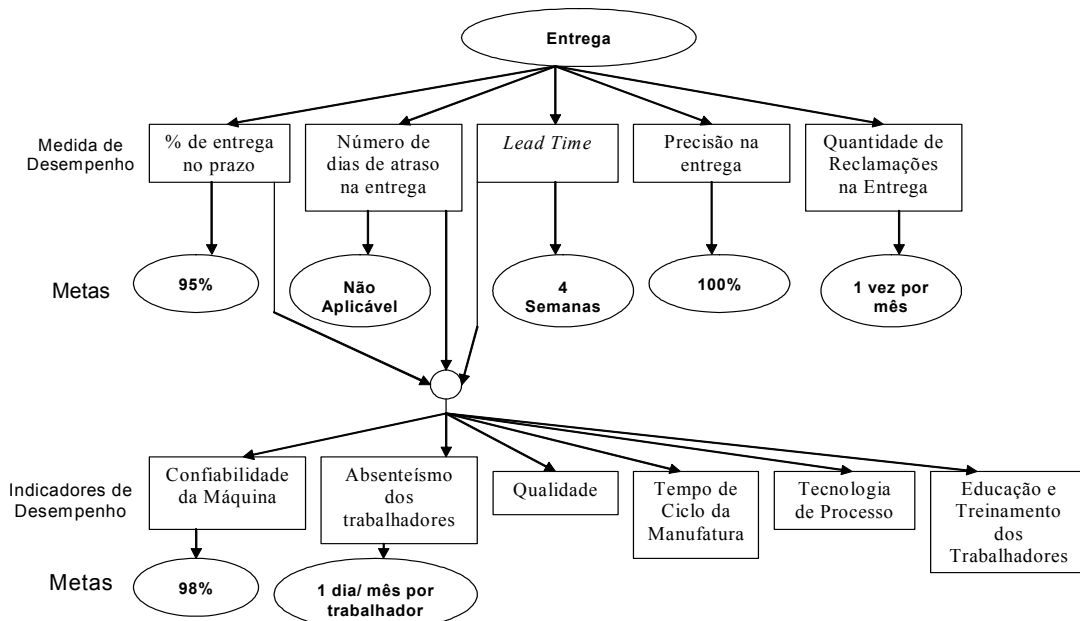 Entrega
Medida de
Desempenho
% de entrega
no prazo
Número de
dias de atraso
na entrega
Lead Time
Precisão na
entrega
Quantidade de
Reclamações
na Entrega
Metas
95%
Não
Aplicável
4
Semanas
100%
1 vez por
mês
Indicadores de
Desempenho
Confiabilidade
da Máquina
Absenteísmo
dos
trabalhadores
Qualidade
Tempo de
Ciclo da
Manufatura
Tecnologia
de Processo
Educação e
Treinamento
dos
Trabalhadores
Metas
98%
1 dia/ mês por
trabalhador